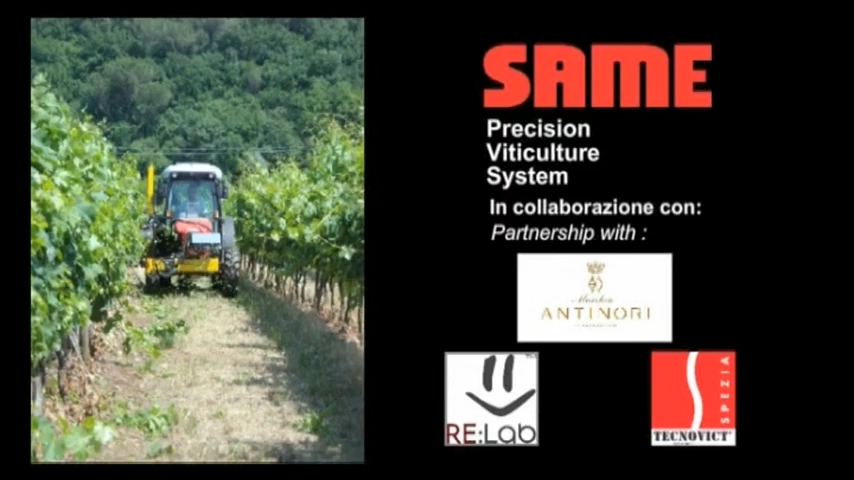 SAME
Precision
Viticulture
System
In collaborazione con:
Partnership with :
ANTINORI
RE:Lab
SPEZIA
TECNOVICT